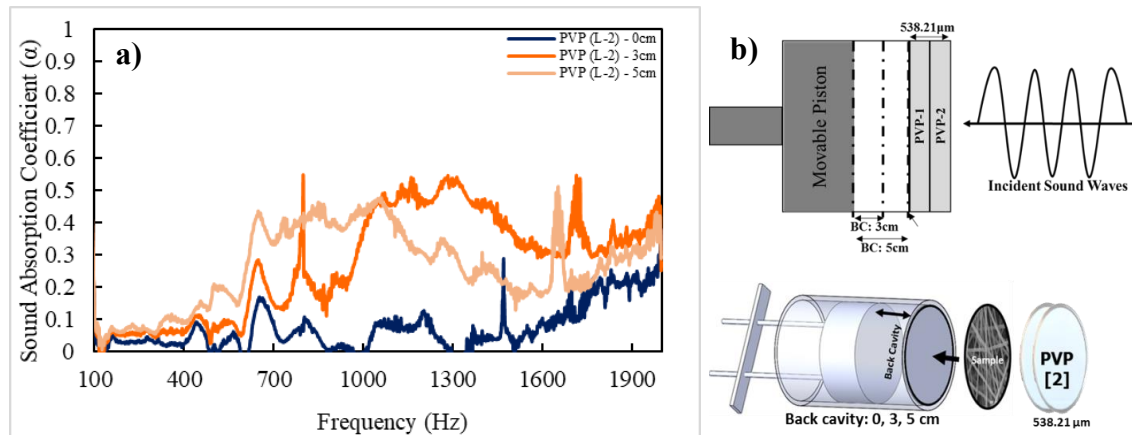 a)
PVP (L-2) - 0cm
PVP (L-2) - 3cm
PVP (L-2) - 5cm
Sound Absorption Coefficient (α)
1
0.9
0.8
0.7
0.6
0.5
0.4
0.3
0.2
0.1
0
100 400 700 1000 1300 1600 1900
Frequency (Hz)
b)
538.21µm
Movable Piston
PVP-1
PVP-2
Incident Sound Waves
BC: 3cm
BC: 5cm
Back Cavity
Sample
PVP
[2]
Back cavity: 0, 3, 5 cm
538.21 µm